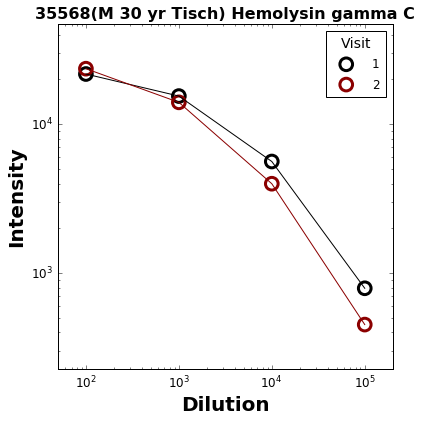 35568(M 30 yr Tisch) Hemolysin gamma C
Visit
1
2
10^4
10^3
Intensity
10^2 10^3 10^4 10^5
Dilution